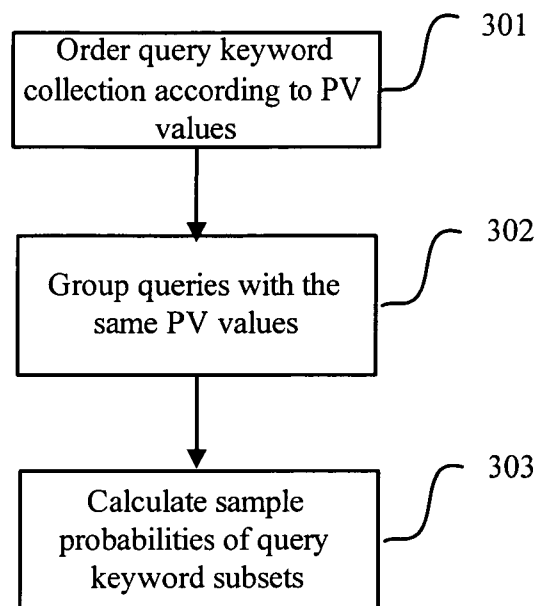 301
Order query keyword
collection according to PV
values
302
Group queries with the
same PV values
303
Calculate sample
probabilities of query
keyword subsets